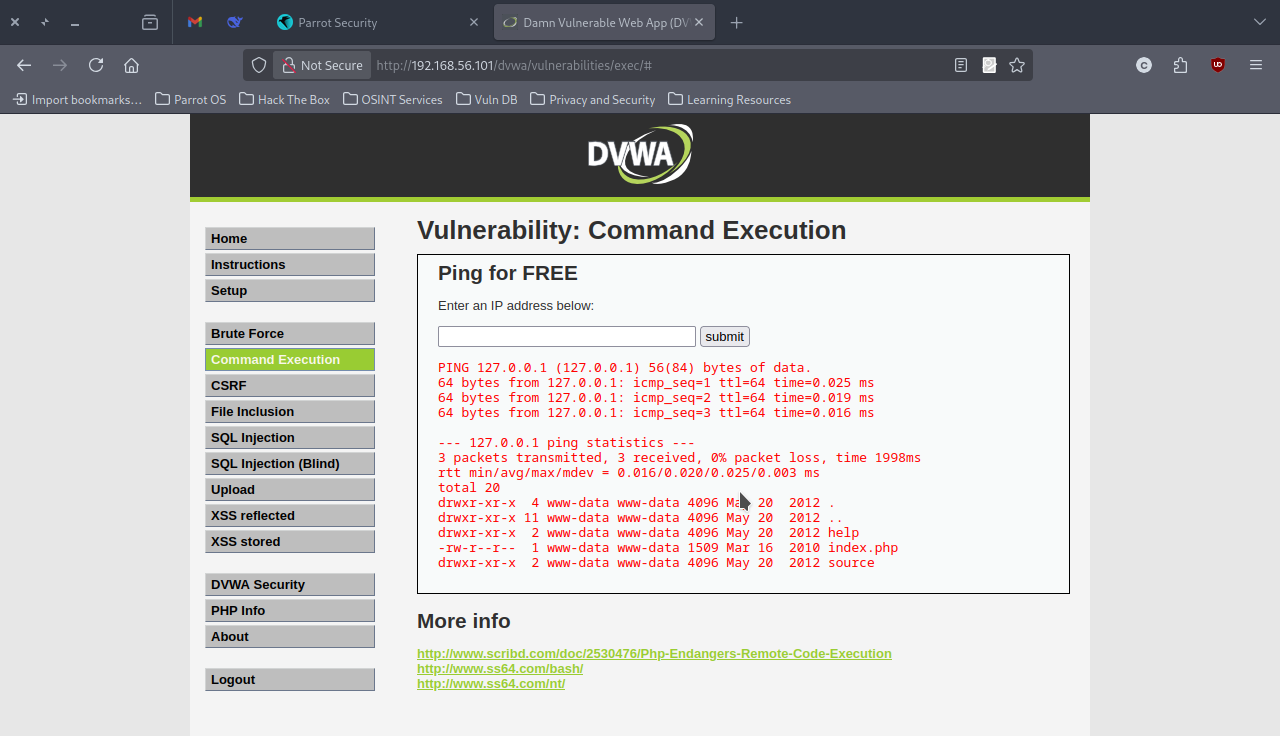 Parrot Security
Damn Vulnerable Web App (DV
Not Secure
http://192.168.56.101/dvwa/vulnerabilities/exec/#
C
Import bookmarks…
Parrot OS
Hack The Box
OSINT Services
Vuln DB
Privacy and Security
Learning Resources
DVWA
Home
Instructions
Setup
Brute Force
Command Execution
CSRF
File Inclusion
SQL Injection
SQL Injection (Blind)
Upload
XSS reflected
XSS stored
DVWA Security
PHP Info
About
Logout
Vulnerability: Command Execution
Ping for FREE
Enter an IP address below:
submit
PING 127.0.0.1 (127.0.0.1) 56(84) bytes of data.
64 bytes from 127.0.0.1: icmp_seq=1 ttl=64 time=0.025 ms
64 bytes from 127.0.0.1: icmp_seq=2 ttl=64 time=0.019 ms
64 bytes from 127.0.0.1: icmp_seq=3 ttl=64 time=0.016 ms
--- 127.0.0.1 ping statistics ---
3 packets transmitted, 3 received, 0% packet loss, time 1998ms
rtt min/avg/max/mdev = 0.016/0.020/0.025/0.003 ms
total 20
drwxr-xr-x  4 www-data www-data 4096 May 20  2012 .
drwxr-xr-x 11 www-data www-data 4096 May 20  2012 ..
drwxr-xr-x  2 www-data www-data 4096 May 20  2012 help
-rw-r--r--  1 www-data www-data 1509 Mar 16  2010 index.php
drwxr-xr-x  2 www-data www-data 4096 May 20  2012 source
More info
http://www.scribd.com/doc/2530476/Php-Endangers-Remote-Code-Execution
http://www.ss64.com/bash/
http://www.ss64.com/nt/